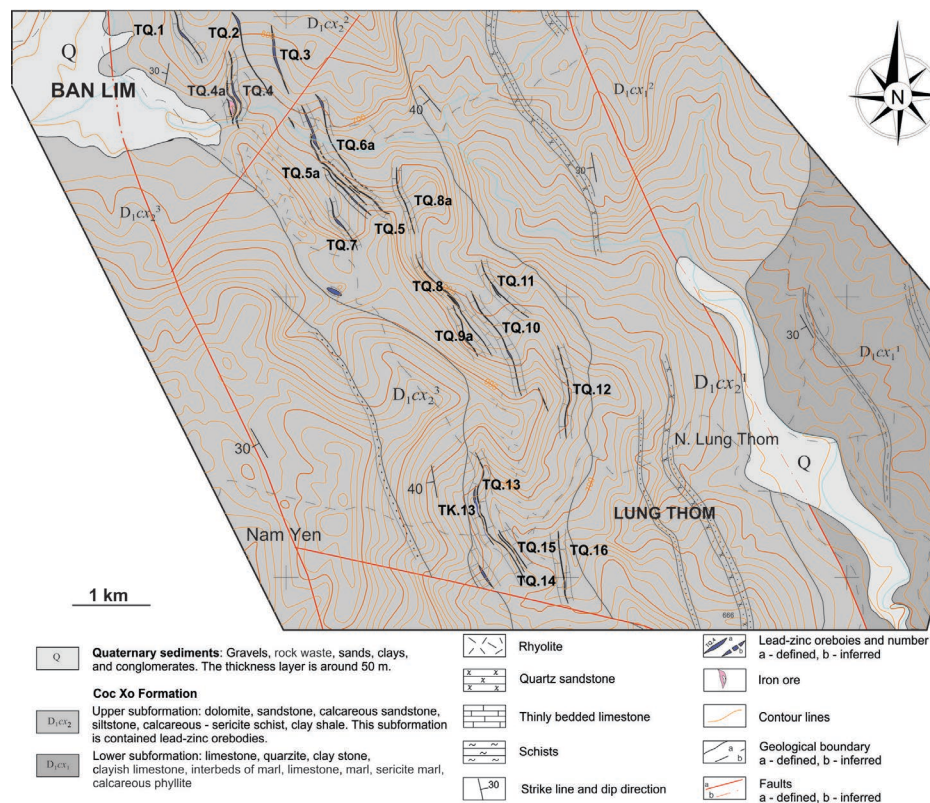 D₁cx₂²
TQ.1
TQ.2
TQ.3
Q
30
BAN LIM
TQ.4a
TQ.4
40
D₁cx₁²
N
TQ.6a
TQ.5a
30
D₁cx₂³
TQ.8a
TQ.5
TQ.7
TQ.11
TQ.8
TQ.10
30
TQ.9a
D₁cx₁¹
TQ.12
D₁cx₂³
D₁cx₂¹
N. Lung Thom
30
Q
TQ.13
40
TK.13
LUNG THOM
Nam Yen
TQ.15
TQ.16
TQ.14
1 km
666
Q
Quaternary sediments: Gravels, rock waste, sands, clays,
and conglomerates. The thickness layer is around 50 m.
Coc Xo Formation
D₁cx₂
Upper subformation: dolomite, sandstone, calcareous sandstone,
siltstone, calcareous - sericite schist, clay shale. This subformation
is contained lead-zinc orebodies.
D₁cx₁
Lower subformation: limestone, quarzite, clay stone,
clayish limestone, interbeds of marl, limestone, marl, sericite marl,
calcareous phyllite
Rhyolite
Quartz sandstone
Thinly bedded limestone
Schists
30
Strike line and dip direction
a
b
Lead-zinc oreboies and number
a - defined, b - inferred
Iron ore
Contour lines
a
b
Geological boundary
a - defined, b - inferred
a
b
Faults
a - defined, b - inferred